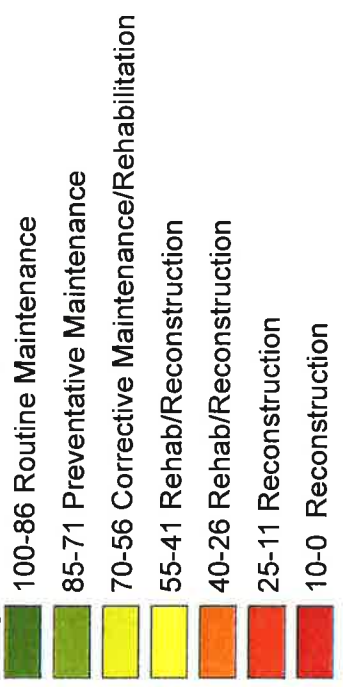 100-86 Routine Maintenance
85-71 Preventative Maintenance
70-56 Corrective Maintenance/Rehabilitation
55-41 Rehab/Reconstruction
40-26 Rehab/Reconstruction
25-11 Reconstruction
10-0 Reconstruction